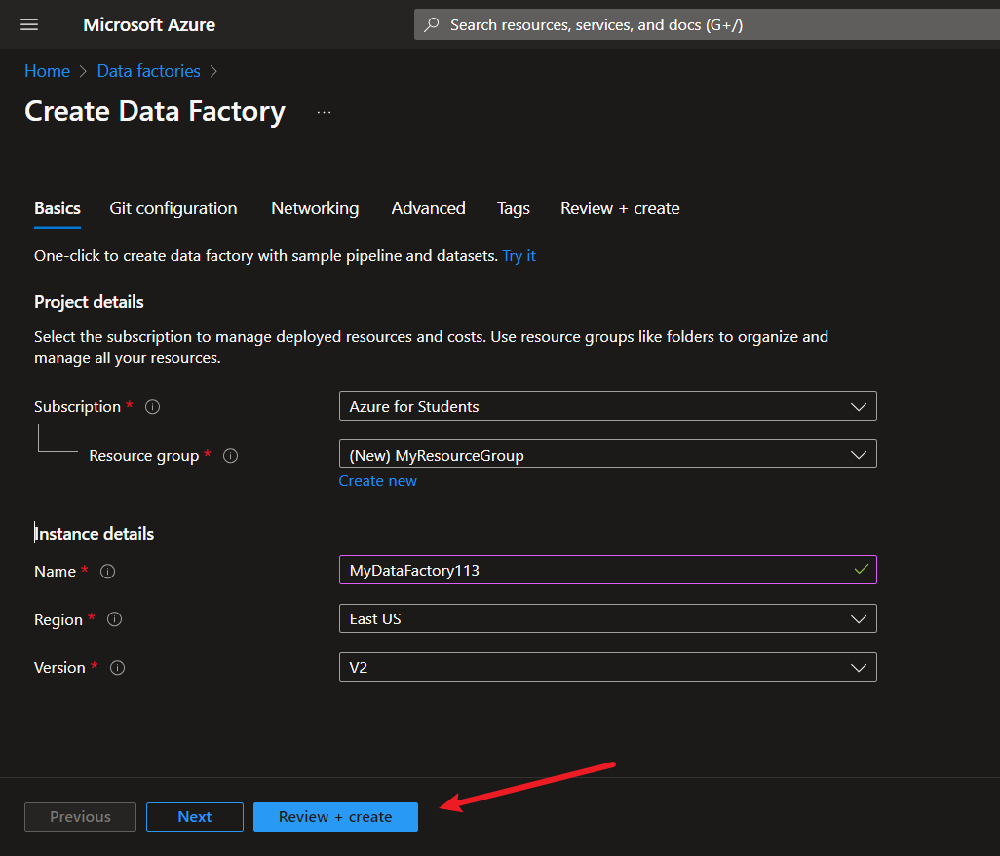 Microsoft Azure
Search resources, services, and docs (G+/)
Home > Data factories >
Create Data Factory ...
Basics Git configuration Networking Advanced Tags Review + create
One-click to create data factory with sample pipeline and datasets. Try it
Project details
Select the subscription to manage deployed resources and costs. Use resource groups like folders to organize and
manage all your resources.
Subscription * Azure for Students
Resource group * (New) MyResourceGroup
Create new
Instance details
Name * MyDataFactory113
Region * East US
Version * V2
Previous Next Review + create